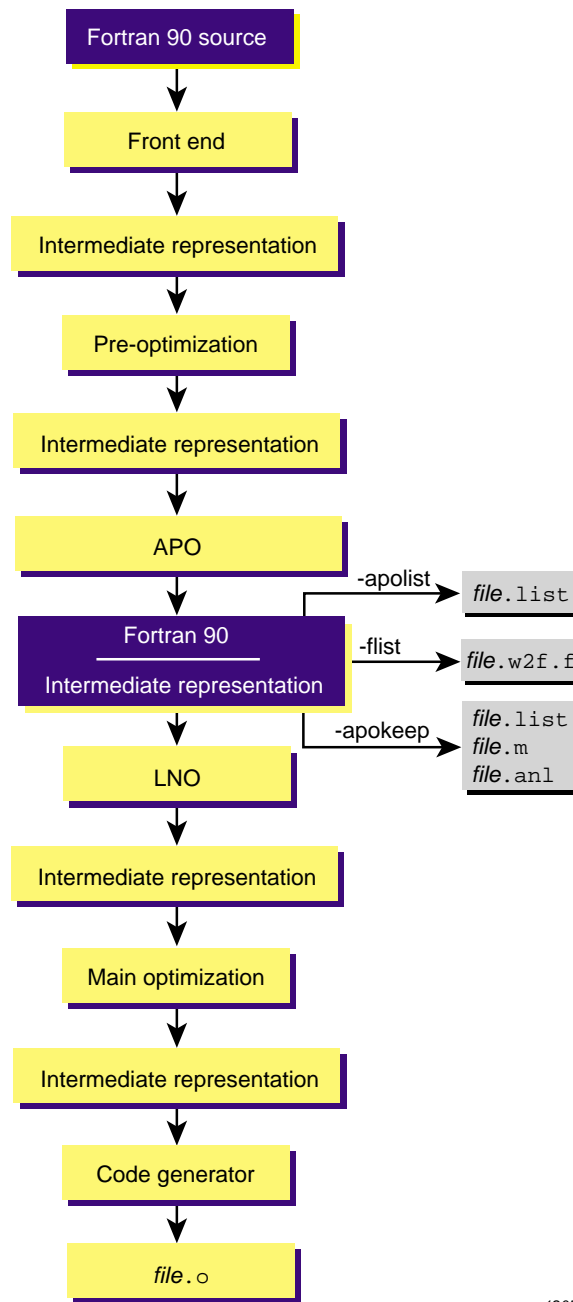 Fortran 90 source
Front end
Intermediate representation
Pre-optimization
Intermediate representation
APO
-apolist
file.list
Fortran 90
Intermediate representation
-flist
file.w2f.f
-apokeep
file.list
file.m
file.anl
LNO
Intermediate representation
Main optimization
Intermediate representation
Code generator
file.o